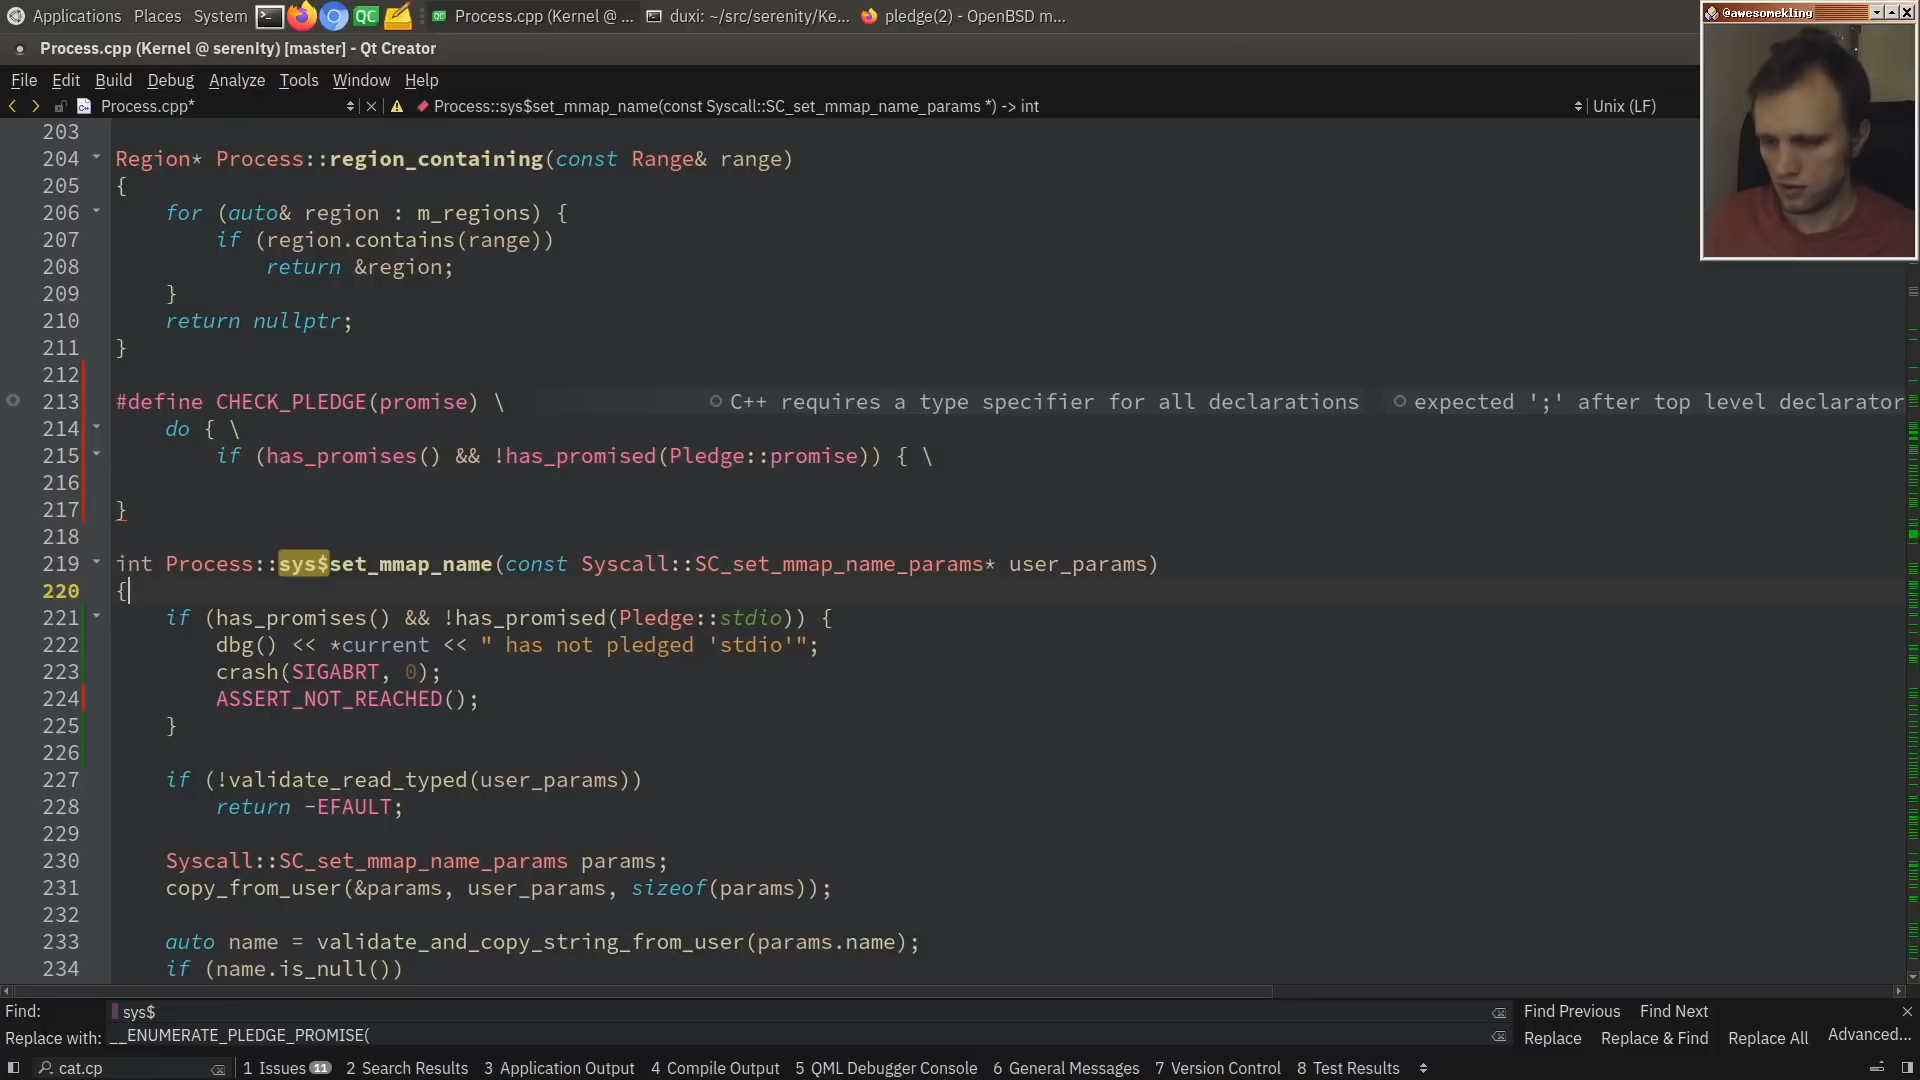 Applications Places System Process.cpp (Kernel @ ... duxi: ~/src/serenity/Ke... pledge(2) - OpenBSD m...
@awesomekling
Process.cpp (Kernel @ serenIty) [master] - Qt Creator
File Edit Build Debug Analyze Tools Window Help
Process.cpp* Process::sys$set_mmap_name(const Syscall::SC_set_mmap_name_params *) -> int Unix (LF)
203
204 Region* Process::region_containing(const Range& range)
205 {
206 for (auto& region : m_regions) {
207 if (region.contains(range))
208 return &region;
209 }
210 return nullptr;
211 }
212
213 #define CHECK_PLEDGE(promise) \ C++ requires a type specifier for all declarations expected ';' after top level declarator
214 do { \
215 if (has_promises() && !has_promised(Pledge::promise)) { \
216
217 }
218
219 int Process::sys$set_mmap_name(const Syscall::SC_set_mmap_name_params* user_params)
220 {
221 if (has_promises() && !has_promised(Pledge::stdio)) {
222 dbg() << *current << " has not pledged 'stdio'";
223 crash(SIGABRT, 0);
224 ASSERT_NOT_REACHED();
225 }
226
227 if (!validate_read_typed(user_params))
228 return -EFAULT;
229
230 Syscall::SC_set_mmap_name_params params;
231 copy_from_user(&params, user_params, sizeof(params));
232
233 auto name = validate_and_copy_string_from_user(params.name);
234 if (name.is_null())
Find: sys$ Find Previous Find Next
Replace with: __ENUMERATE_PLEDGE_PROMISE( Replace Replace & Find Replace All Advanced...
cat.cp 1 Issues 11 2 Search Results 3 Application Output 4 Compile Output 5 QML Debugger Console 6 General Messages 7 Version Control 8 Test Results